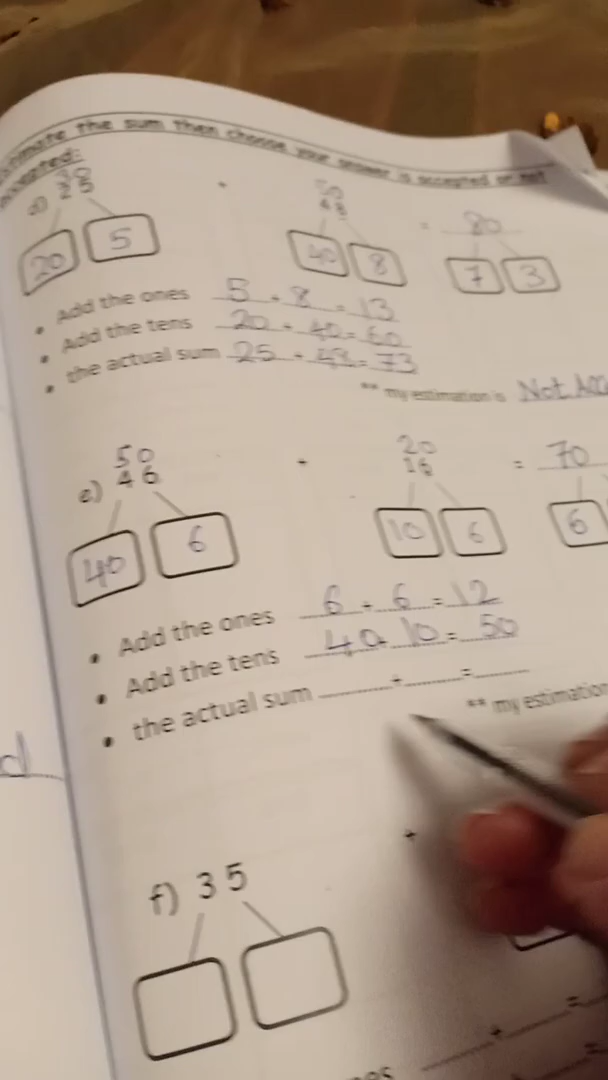 estimate the sum then choose your answer is accepted or not
accepted:
30 50
d) 25 + 48 = 80
20 5 40 8 7 3
• Add the ones 5 + 8 = 13
• Add the tens 20 + 40 = 60
• the actual sum 25 + 48 = 73
** my estimation is Not Acc
50 20
e) 46 + 16 = 70
40 6 10 6 6
• Add the ones 6 + 6 = 12
• Add the tens 40 + 10 = 50
• the actual sum + =
** my estimation
d
f) 35 +
+ =